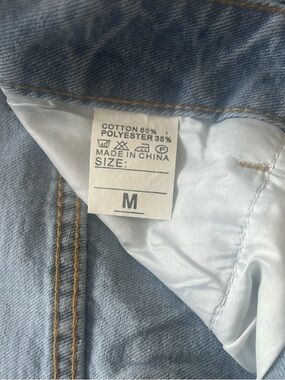 COTTON 65%
POLYESTER 35%
MADE IN CHINA
SIZE:
M